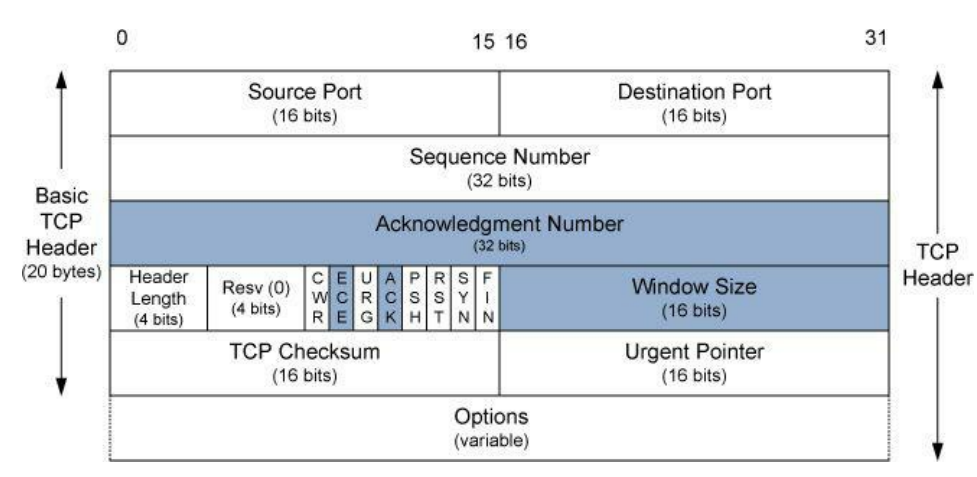 0 15 16 31
Source Port
(16 bits)
Destination Port
(16 bits)
Sequence Number
(32 bits)
Basic
TCP
Header
(20 bytes)
Acknowledgment Number
(32 bits)
TCP
Header
Header
Length
(4 bits)
Resv (0)
(4 bits)
CWR
ECE
URG
ACK
PSH
RST
SYN
FIN
Window Size
(16 bits)
TCP Checksum
(16 bits)
Urgent Pointer
(16 bits)
Options
(variable)